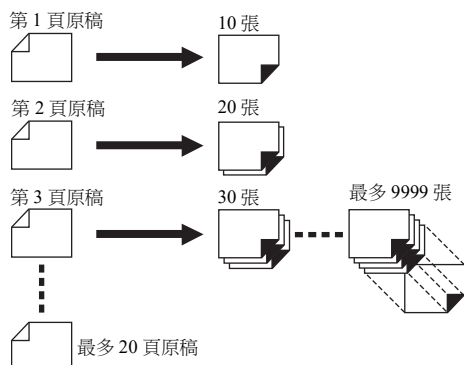 第 1 頁原稿
10 張
第 2 頁原稿
20 張
第 3 頁原稿
30 張
最多 9999 張
最多 20 頁原稿